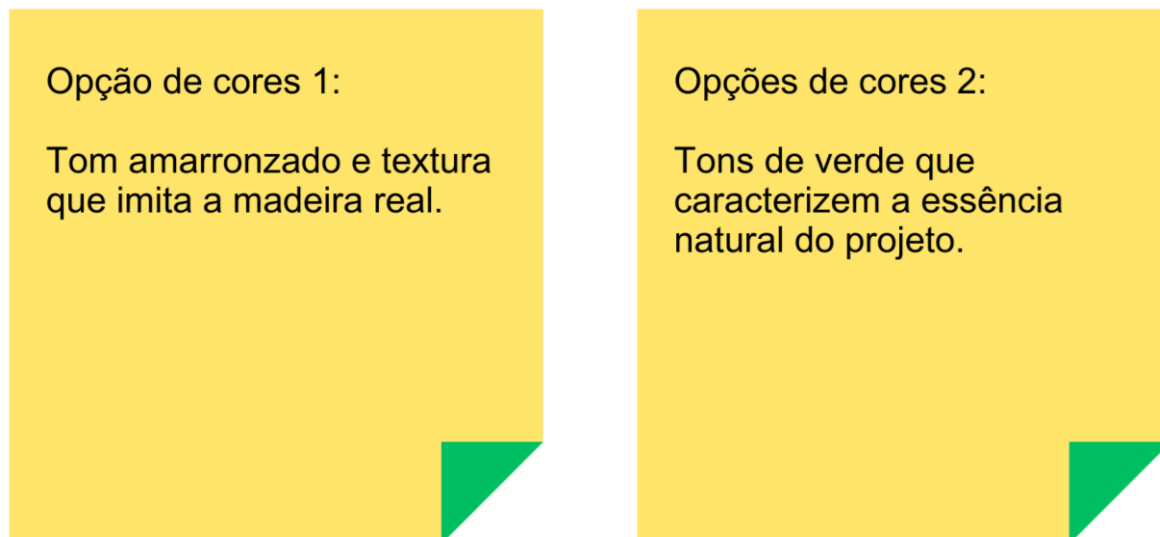 Opção de cores 1:
Tom amarronzado e textura
que imita a madeira real.
Opções de cores 2:
Tons de verde que
caracterizem a essência
natural do projeto.